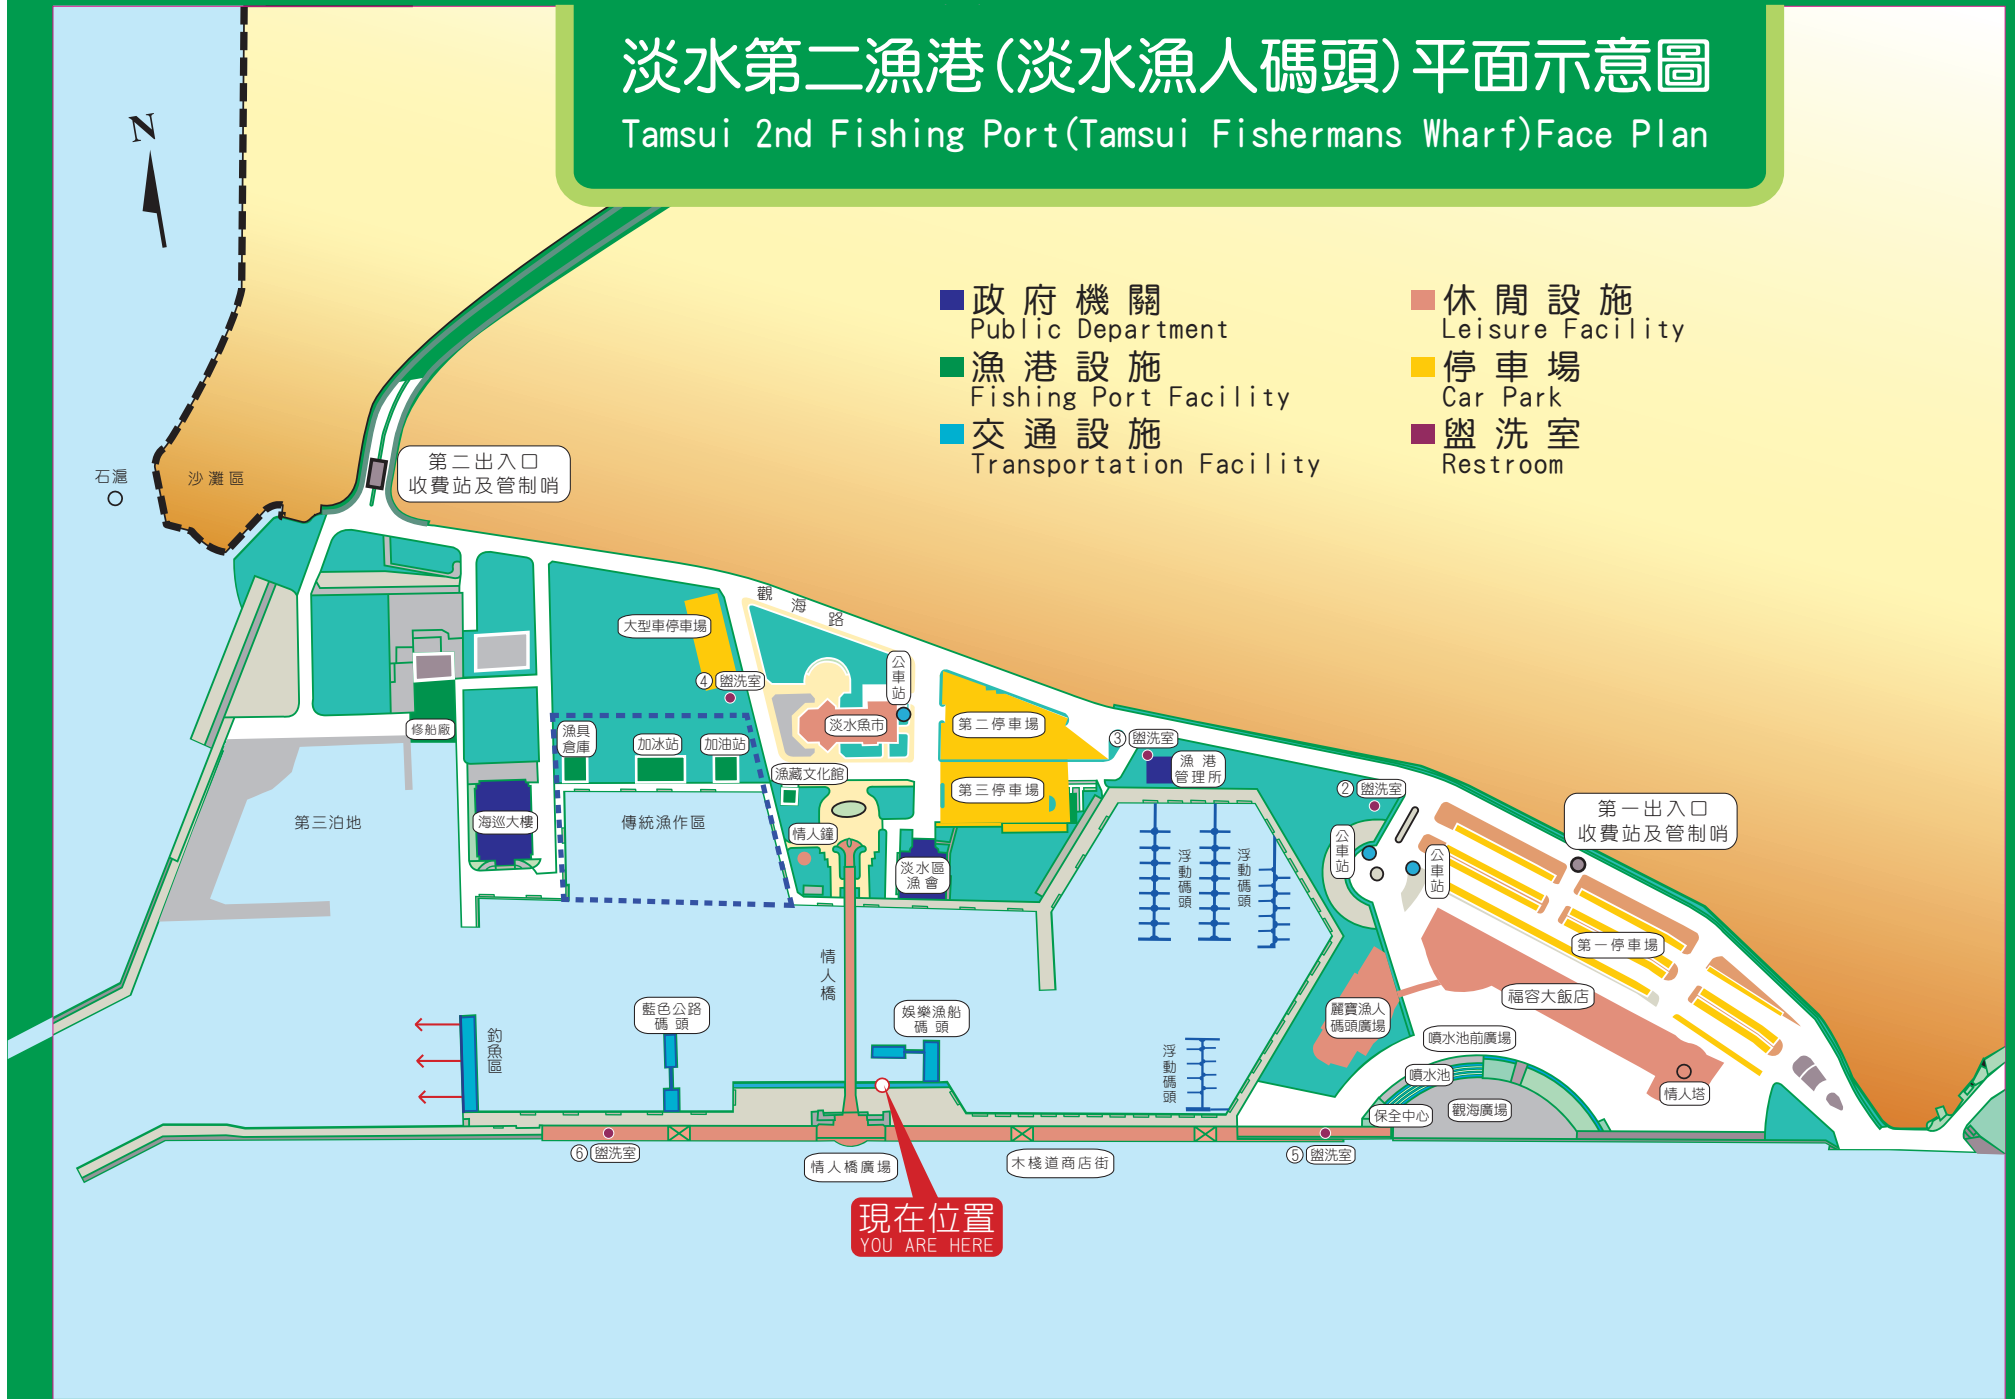 淡水第二漁港(淡水漁人碼頭)平面示意圖
Tamsui 2nd Fishing Port(Tamsui Fishermans Wharf)Face Plan
N
政府機關
Public Department
漁港設施
Fishing Port Facility
交通設施
Transportation Facility
休閒設施
Leisure Facility
停車場
Car Park
盥洗室
Restroom
石滬
沙灘區
第二出入口
收費站及管制哨
觀海路
大型車停車場
④盥洗室
公車站
淡水魚市
第二停車場
修船廠
漁具
倉庫
加冰站
加油站
漁藏文化館
第三停車場
③盥洗室
漁港
管理所
②盥洗室
第一出入口
收費站及管制哨
第三泊地
海巡大樓
傳統漁作區
情人鐘
淡水區
漁會
浮動碼頭
浮動碼頭
公車站
公車站
第一停車場
情人橋
福容大飯店
麗寶漁人
碼頭廣場
藍色公路
碼頭
娛樂漁船
碼頭
釣魚區
浮動碼頭
噴水池前廣場
噴水池
情人塔
保全中心
觀海廣場
⑥盥洗室
情人橋廣場
木棧道商店街
⑤盥洗室
現在位置
YOU ARE HERE